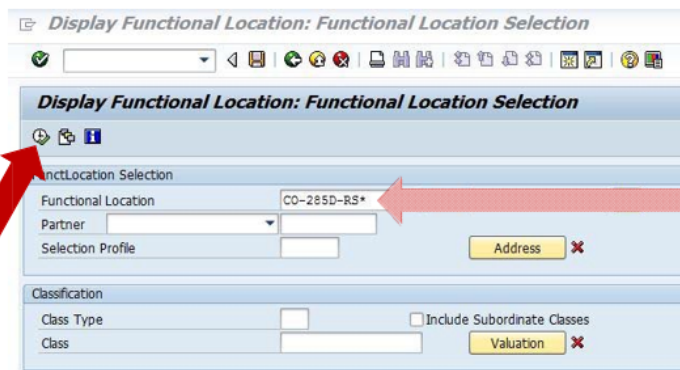 Display Functional Location: Functional Location Selection
Display Functional Location: Functional Location Selection
FunctLocation Selection
Functional Location CO-285D-RS*
Partner
Selection Profile Address
Classification
Class Type Include Subordinate Classes
Class Valuation